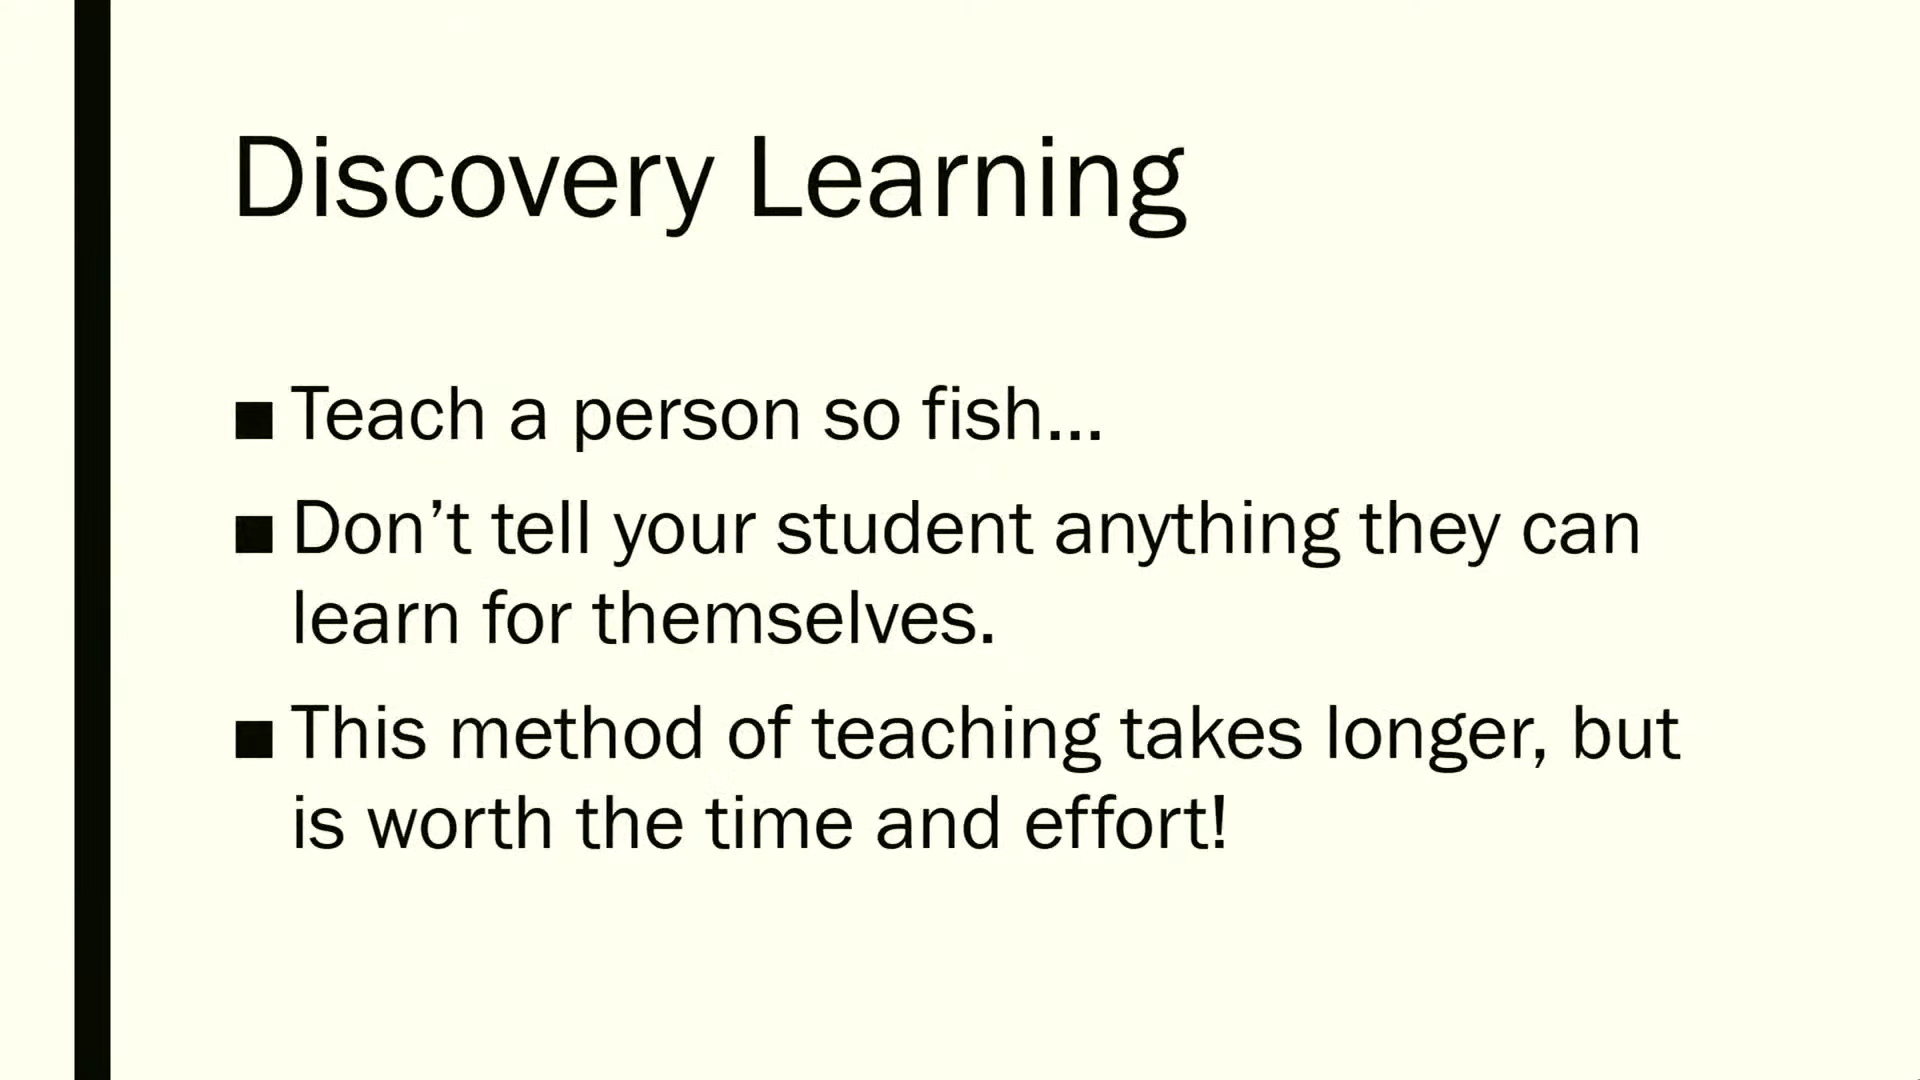 Discovery Learning
■ Teach a person so fish...
■ Don’t tell your student anything they can
learn for themselves.
■ This method of teaching takes longer, but
is worth the time and effort!